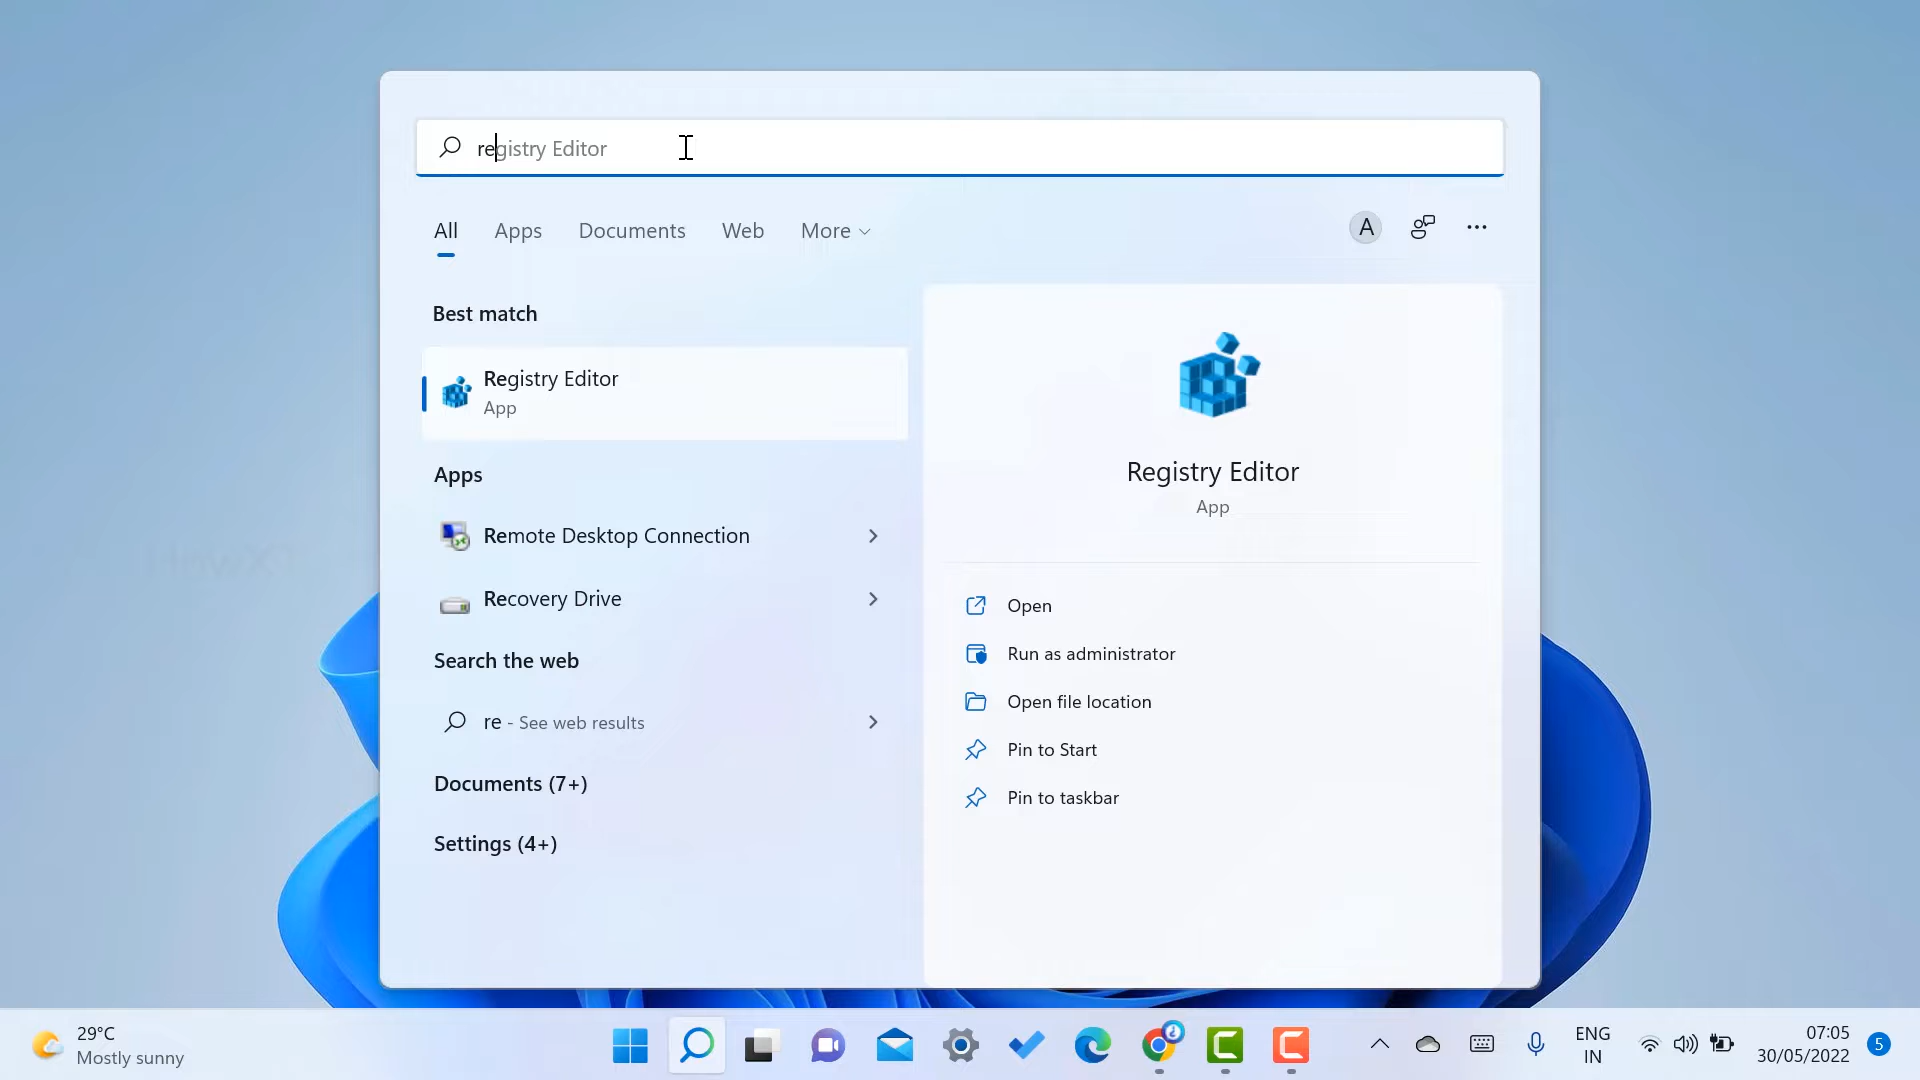 registry Editor
All Apps Documents Web More
A
Best match
Registry Editor
App
Apps
Remote Desktop Connection
Recovery Drive
Search the web
re - See web results
Documents (7+)
Settings (4+)
Registry Editor
App
Open
Run as administrator
Open file location
Pin to Start
Pin to taskbar
29°C
Mostly sunny
ENG
IN
07:05
30/05/2022
5